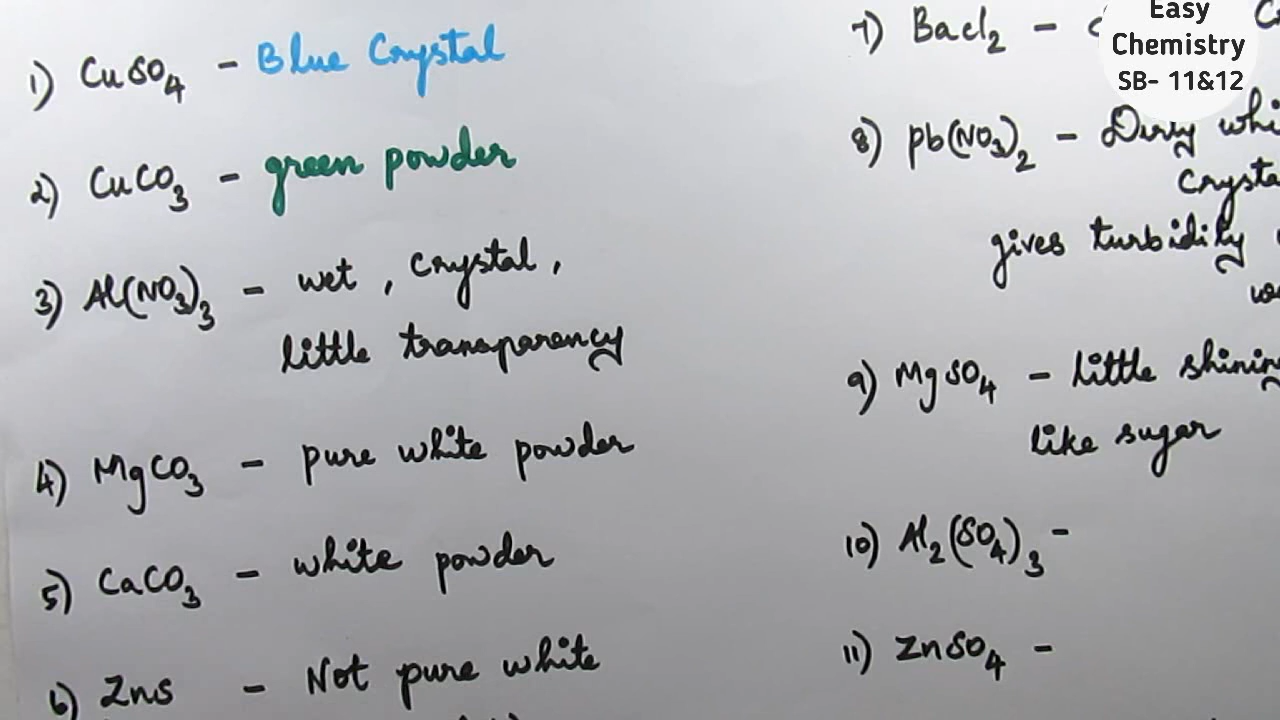 1) CuSO4 - Blue Crystal
2) CuCO3 - green powder
3) Al(NO3)3 - wet, crystal,
little transparency
4) MgCO3 - pure white powder
5) CaCO3 - white powder
6) ZnS - Not pure white
7) Bacl2 -
8) pb(NO3)2 - Dirty
gives turbidity
9) MgSO4 - little
like sugar
10) Al2(SO4)3 -
11) ZnSO4 -
Easy
Chemistry
SB- 11&12